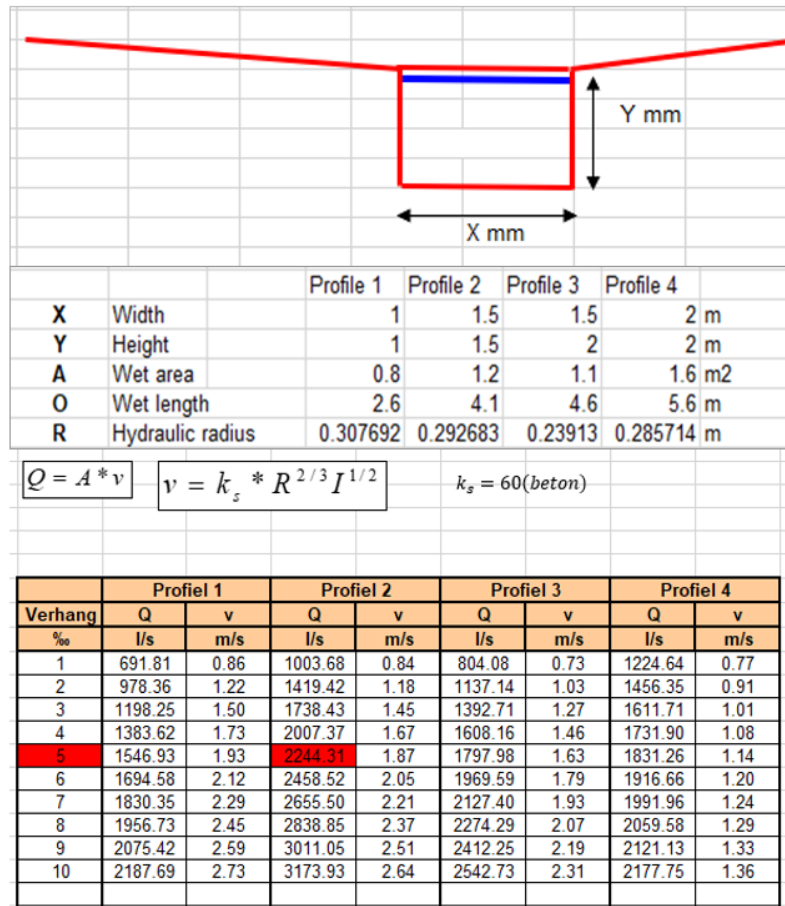 Y mm
X mm
Profile 1 Profile 2 Profile 3 Profile 4
X Width 1 1.5 1.5 2 m
Y Height 1 1.5 2 2 m
A Wet area 0.8 1.2 1.1 1.6 m2
O Wet length 2.6 4.1 4.6 5.6 m
R Hydraulic radius 0.307692 0.292683 0.23913 0.285714 m
Q = A * v v = k_s * R^{2/3} I^{1/2} k_s = 60(beton)
Profiel 1 Profiel 2 Profiel 3 Profiel 4
Verhang Q v Q v Q v Q v
‰ l/s m/s l/s m/s l/s m/s l/s m/s
1 691.81 0.86 1003.68 0.84 804.08 0.73 1224.64 0.77
2 978.36 1.22 1419.42 1.18 1137.14 1.03 1456.35 0.91
3 1198.25 1.50 1738.43 1.45 1392.71 1.27 1611.71 1.01
4 1383.62 1.73 2007.37 1.67 1608.16 1.46 1731.90 1.08
5 1546.93 1.93 2244.31 1.87 1797.98 1.63 1831.26 1.14
6 1694.58 2.12 2458.52 2.05 1969.59 1.79 1916.66 1.20
7 1830.35 2.29 2655.50 2.21 2127.40 1.93 1991.96 1.24
8 1956.73 2.45 2838.85 2.37 2274.29 2.07 2059.58 1.29
9 2075.42 2.59 3011.05 2.51 2412.25 2.19 2121.13 1.33
10 2187.69 2.73 3173.93 2.64 2542.73 2.31 2177.75 1.36